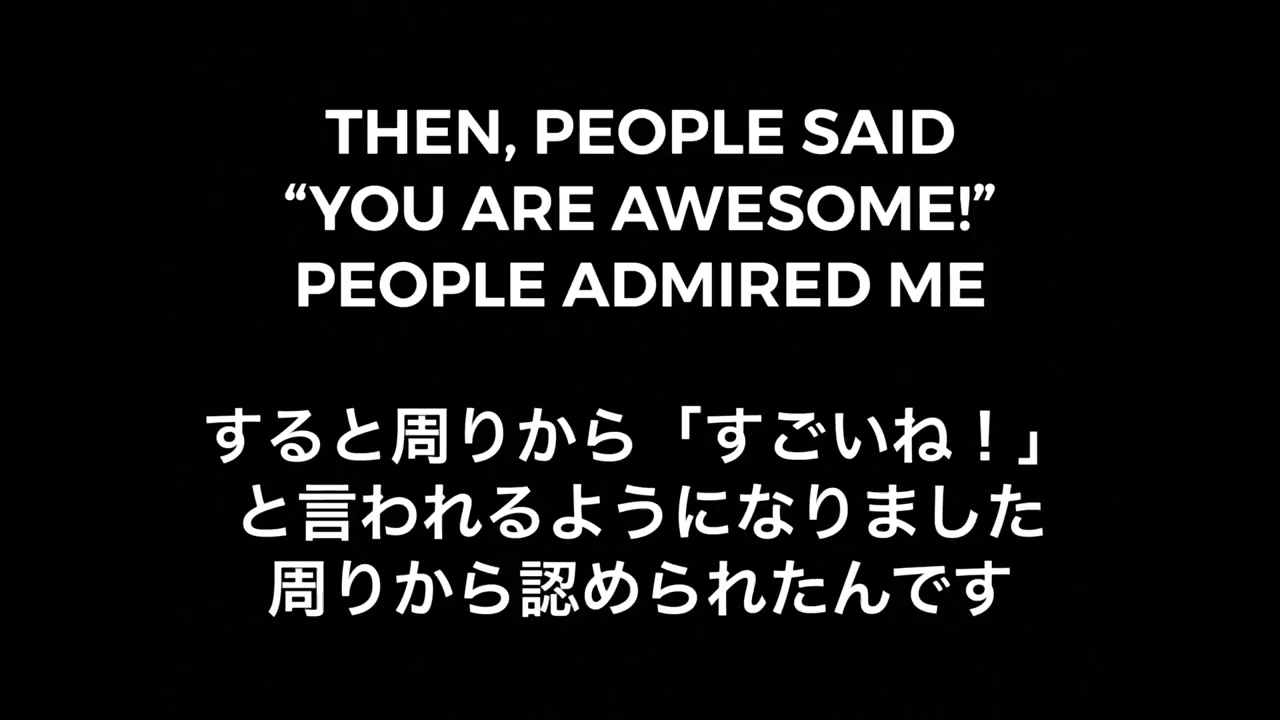 THEN, PEOPLE SAID
“YOU ARE AWESOME!”
PEOPLE ADMIRED ME
すると周りから「すごいね！」
と言われるようになりました
周りから認められたんです